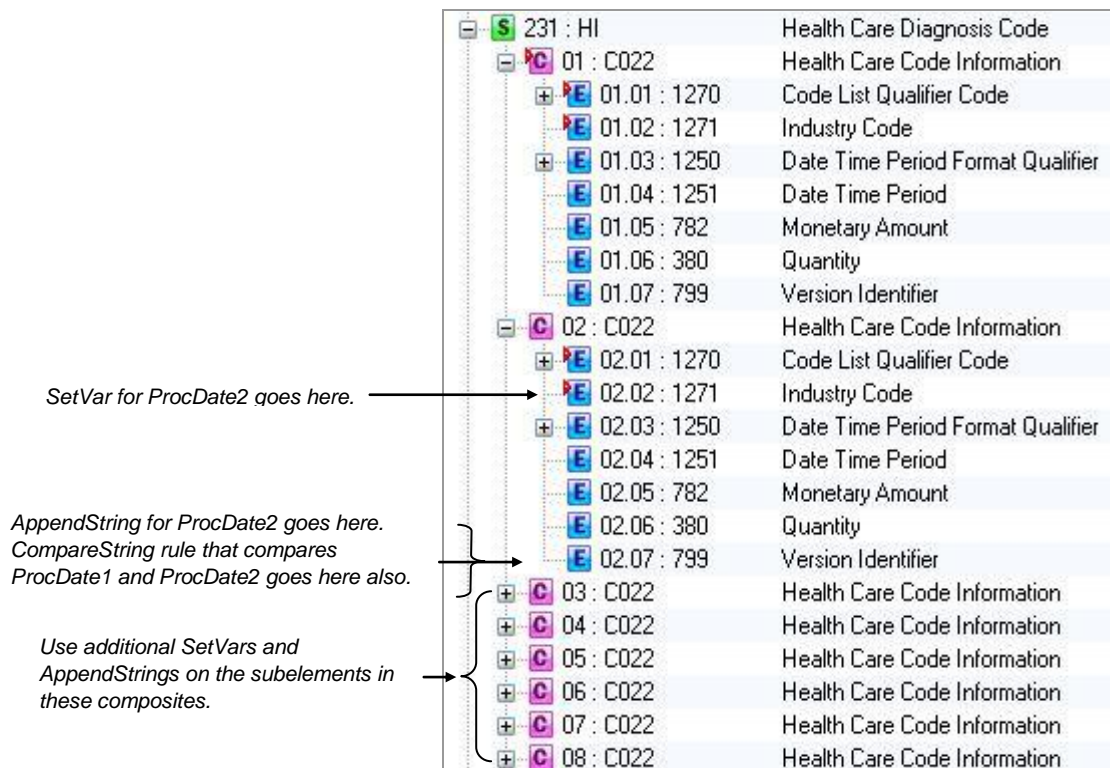 S 231 : HI Health Care Diagnosis Code
C 01 : C022 Health Care Code Information
E 01.01 : 1270 Code List Qualifier Code
E 01.02 : 1271 Industry Code
E 01.03 : 1250 Date Time Period Format Qualifier
E 01.04 : 1251 Date Time Period
E 01.05 : 782 Monetary Amount
E 01.06 : 380 Quantity
E 01.07 : 799 Version Identifier
C 02 : C022 Health Care Code Information
E 02.01 : 1270 Code List Qualifier Code
SetVar for ProcDate2 goes here.
E 02.02 : 1271 Industry Code
E 02.03 : 1250 Date Time Period Format Qualifier
E 02.04 : 1251 Date Time Period
E 02.05 : 782 Monetary Amount
AppendString for ProcDate2 goes here.
CompareString rule that compares
ProcDate1 and ProcDate2 goes here also.
E 02.06 : 380 Quantity
E 02.07 : 799 Version Identifier
C 03 : C022 Health Care Code Information
Use additional SetVars and
AppendStrings on the subelements in
these composites.
C 04 : C022 Health Care Code Information
C 05 : C022 Health Care Code Information
C 06 : C022 Health Care Code Information
C 07 : C022 Health Care Code Information
C 08 : C022 Health Care Code Information